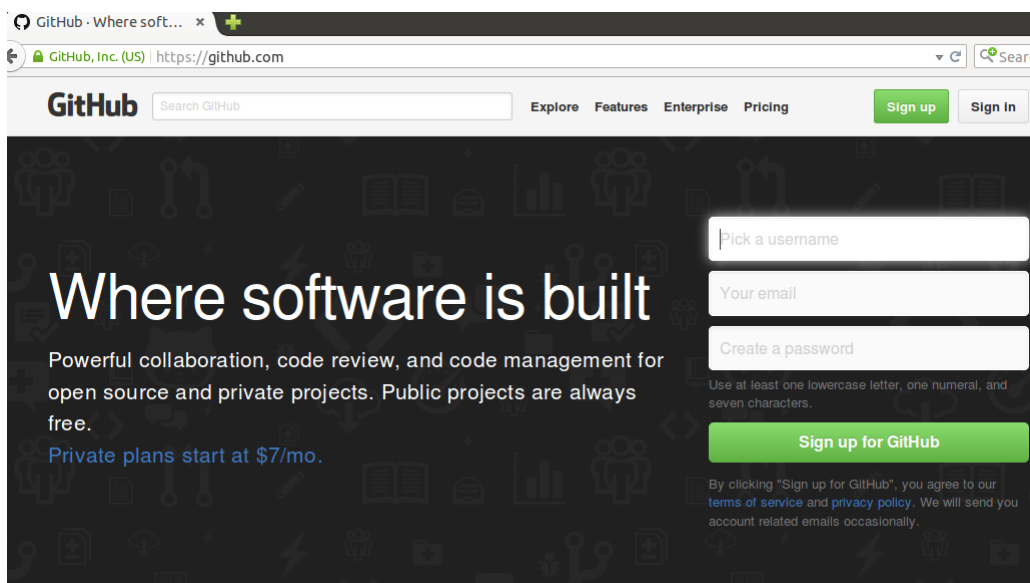 GitHub · Where soft... ×
GitHub, Inc. (US) https://github.com Sear
GitHub Search GitHub Explore Features Enterprise Pricing Sign up Sign in
Pick a username
Your email
Where software is built
Create a password
Powerful collaboration, code review, and code management for
open source and private projects. Public projects are always
free.
Private plans start at $7/mo.
Use at least one lowercase letter, one numeral, and
seven characters.
Sign up for GitHub
By clicking "Sign up for GitHub", you agree to our
terms of service and privacy policy. We will send you
account related emails occasionally.